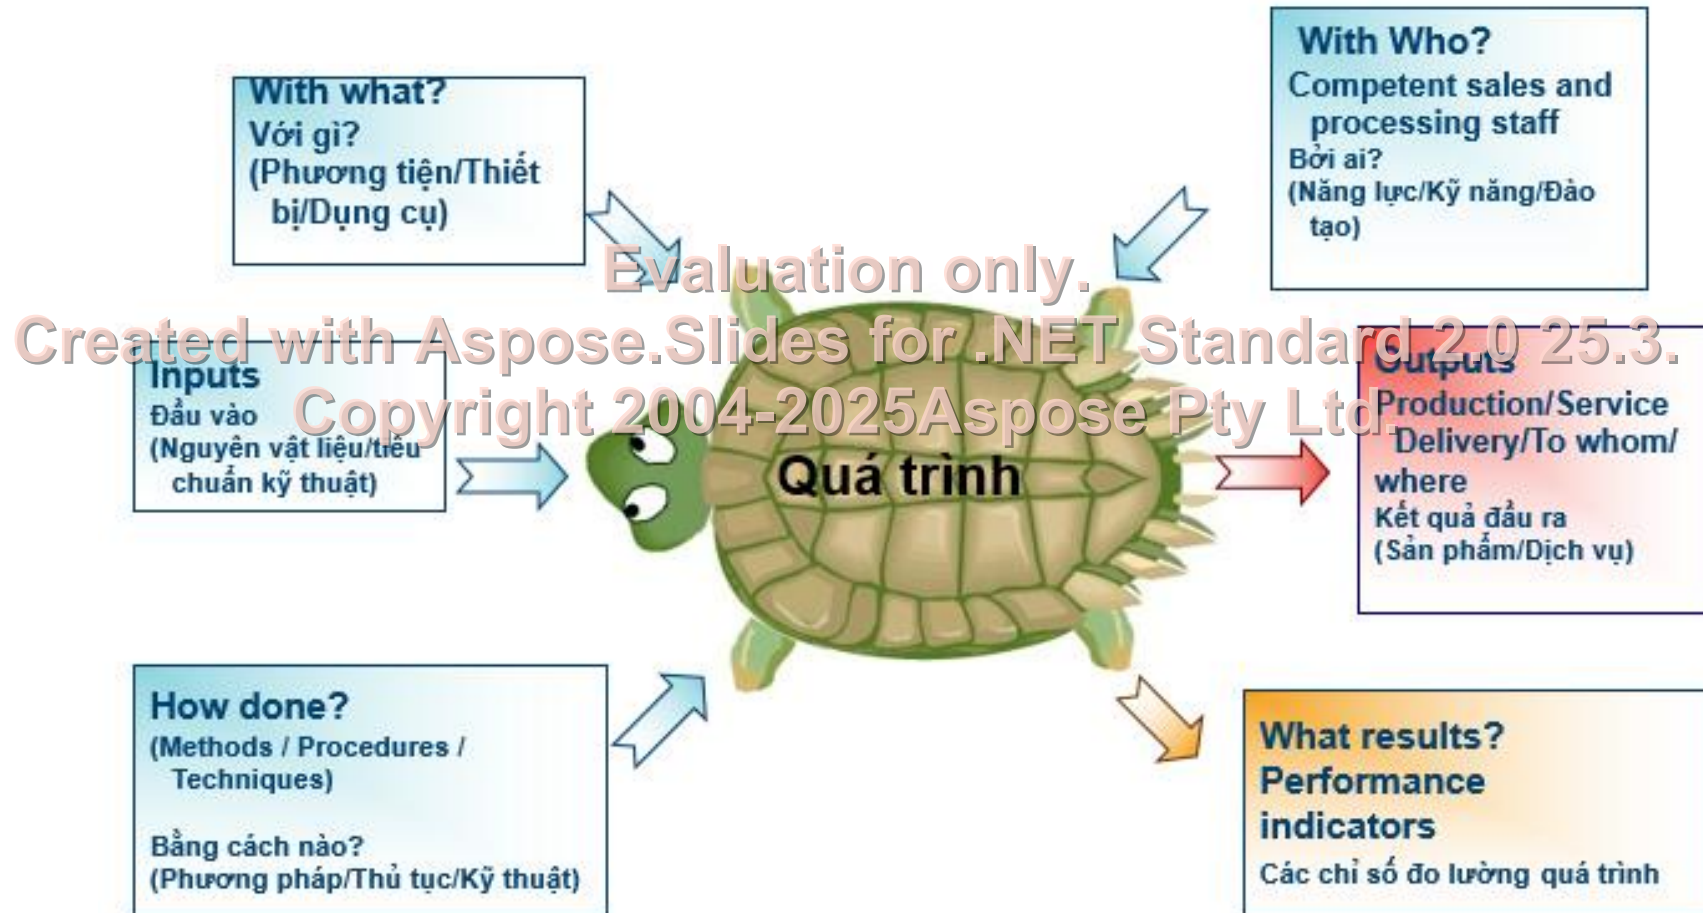 With what?
Với gì?
(Phương tiện/Thiết
bị/Dụng cụ)
With Who?
Competent sales and
processing staff
Bởi ai?
(Năng lực/Kỹ năng/Đào
tạo)
Evaluation only.
Created with Aspose.Slides for .NET Standard 2.0 25.3.
Copyright 2004-2025Aspose Pty Ltd.
Inputs
Đầu vào
(Nguyên vật liệu/tiêu
chuẩn kỹ thuật)
Quá trình
Outputs
Production/Service
Delivery/To whom/
where
Kết quả đầu ra
(Sản phẩm/Dịch vụ)
How done?
(Methods / Procedures /
Techniques)
Bằng cách nào?
(Phương pháp/Thủ tục/Kỹ thuật)
What results?
Performance
indicators
Các chỉ số đo lường quá trình